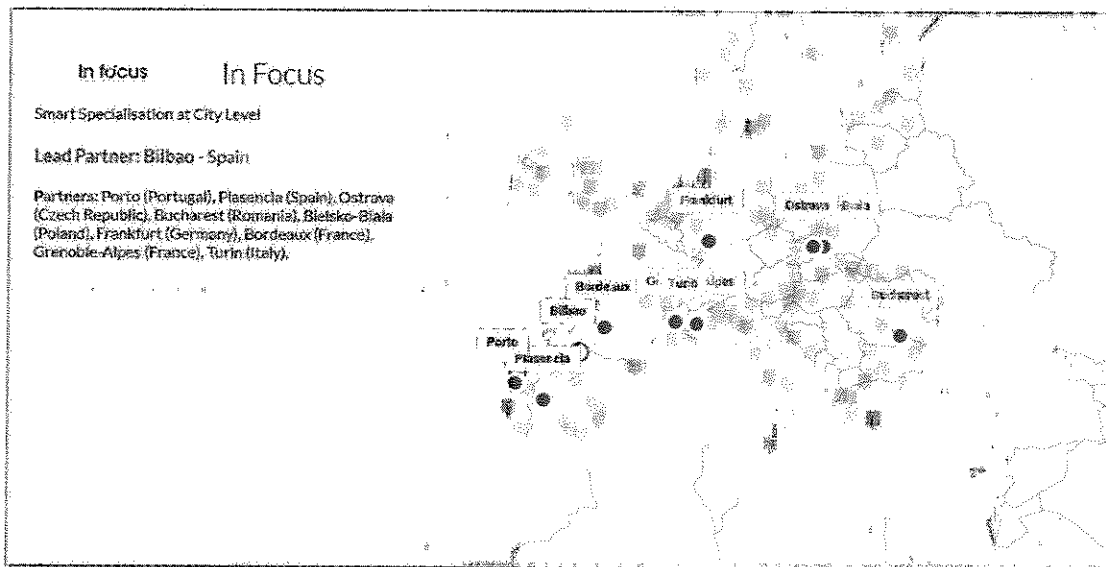 In focus In Focus
Smart Specialisation at City Level
Lead Partner: Bilbao - Spain
Partners: Porto (Portugal), Plasencia (Spain), Ostrava
(Czech Republic), Bucharest (Romania), Bielsko-Biala
(Poland), Frankfurt (Germany), Bordeaux (France),
Grenoble-Alpes (France), Turin (Italy).
Frankfurt
Ostrava Biala
Bordeaux
Turin
Bucharest
Bilbao
Porto
Plasencia